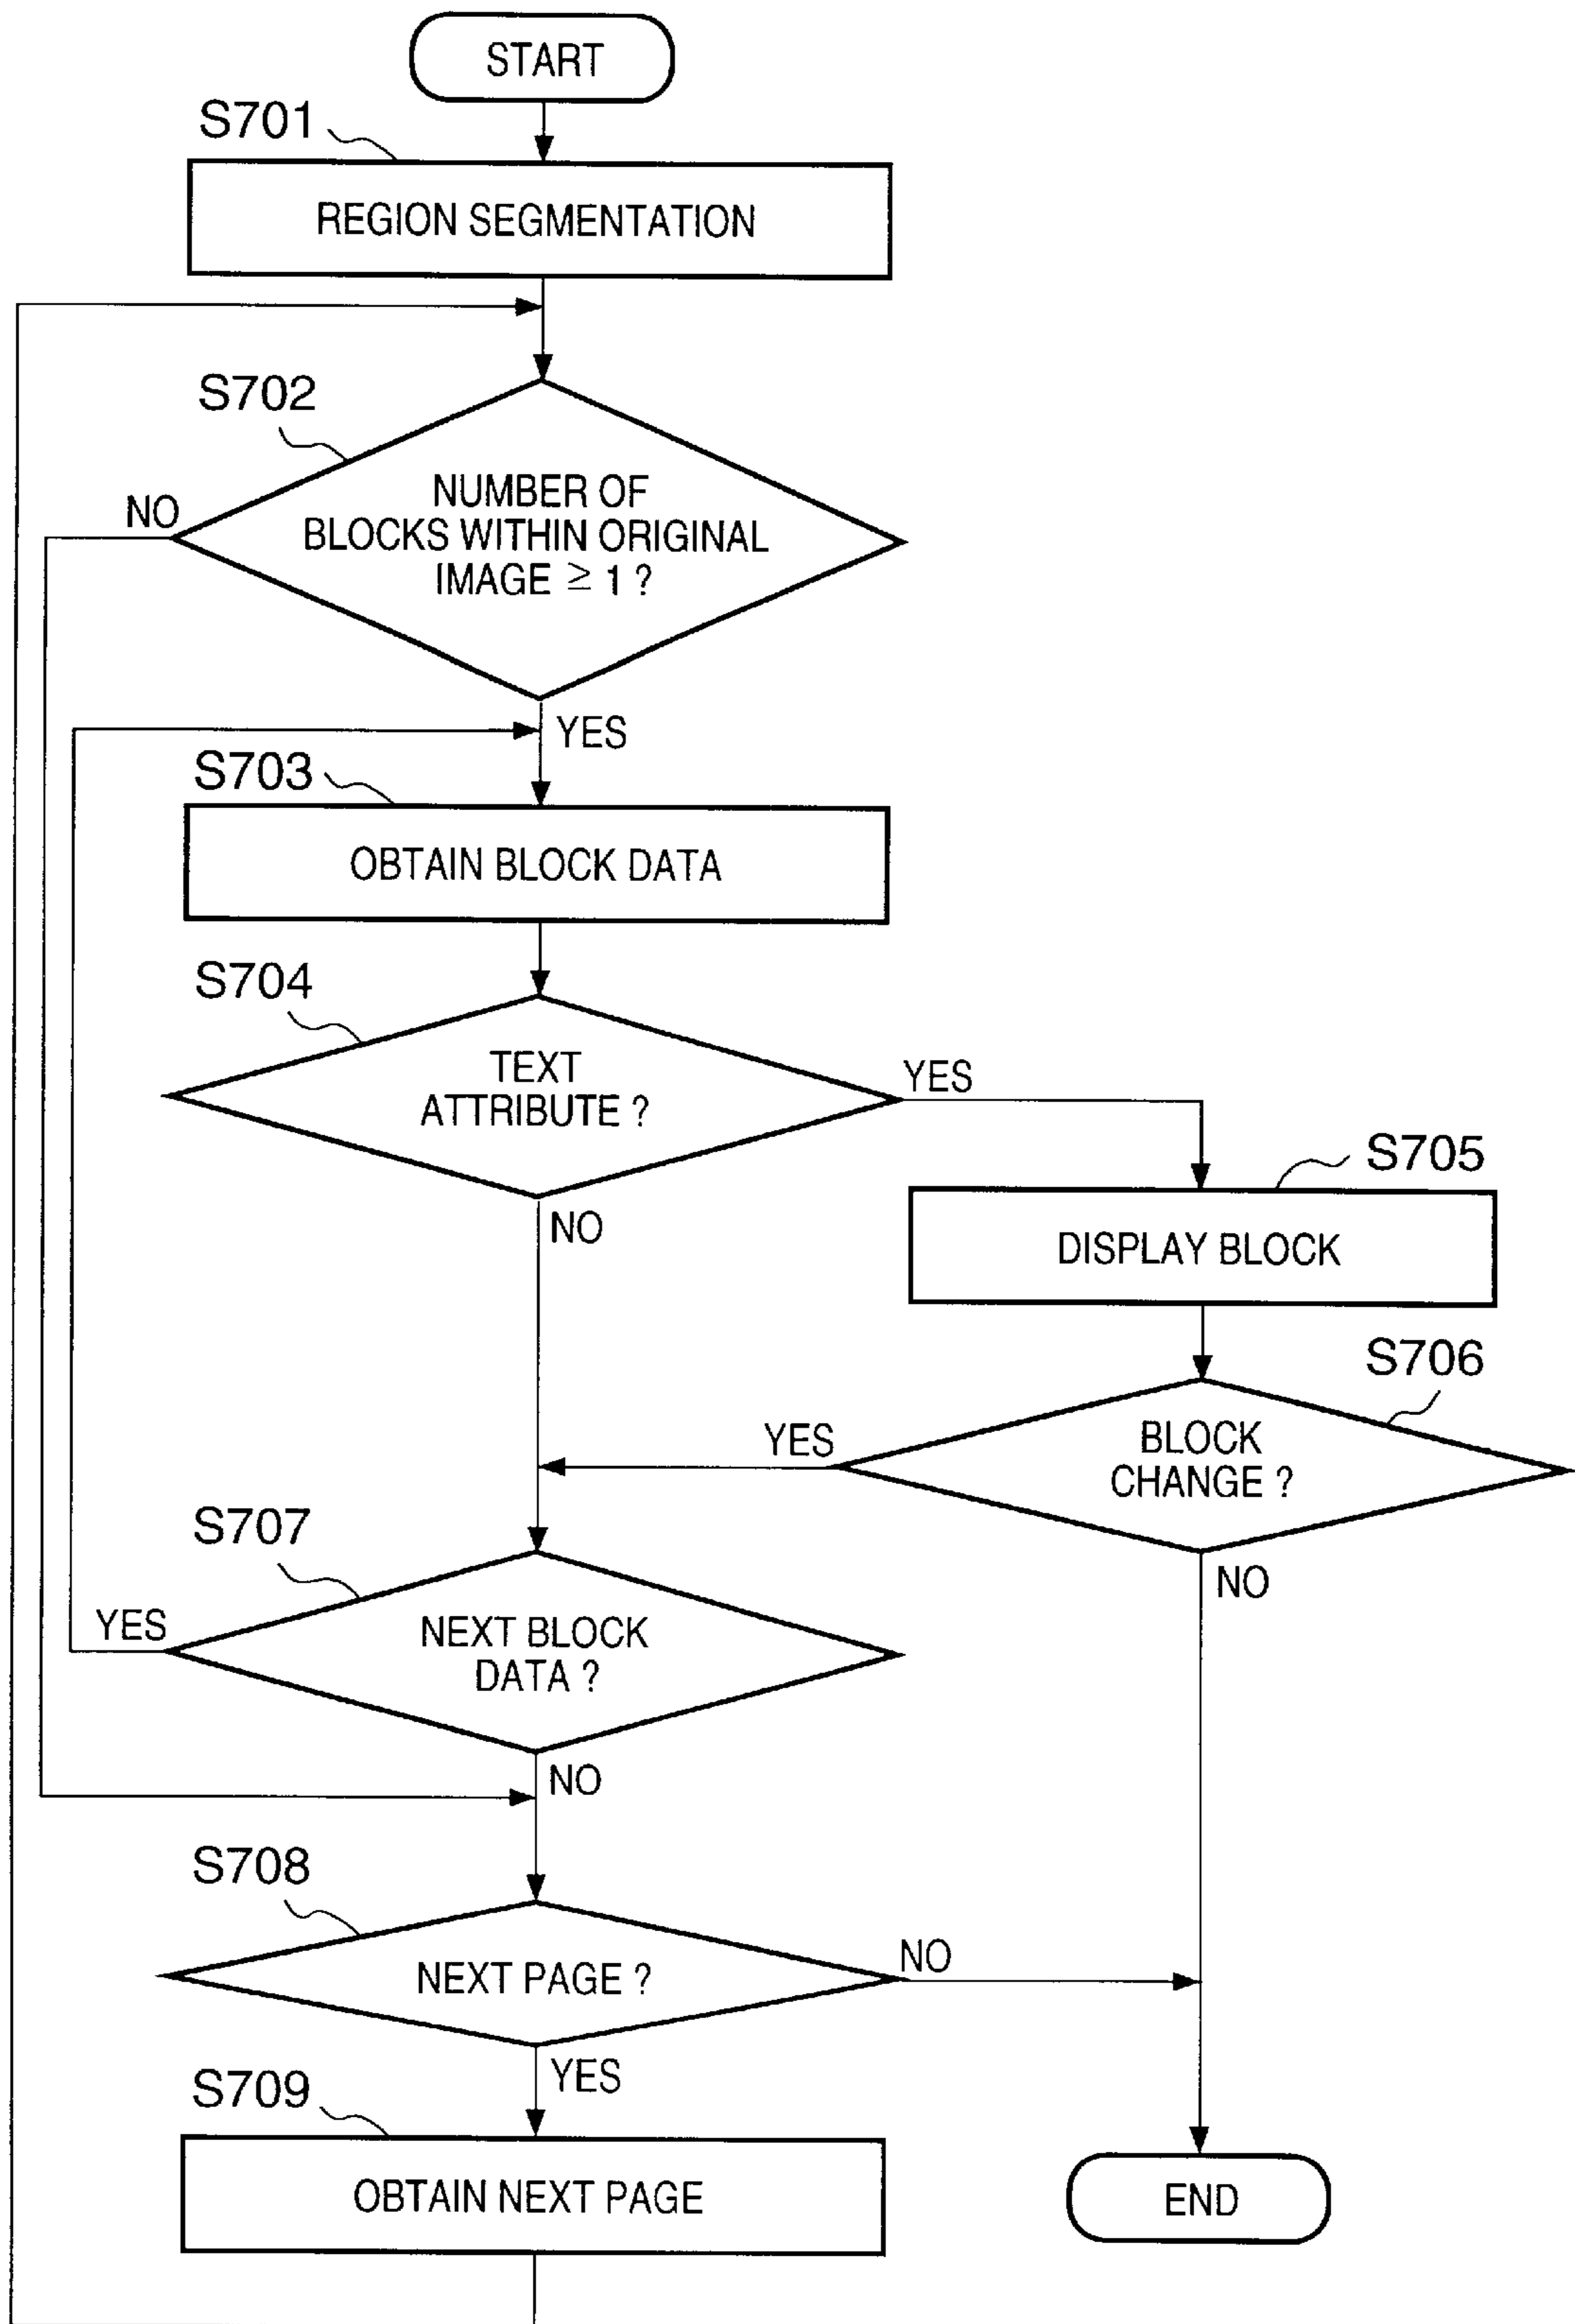 START
S701
REGION SEGMENTATION
S702
NO
NUMBER OF
BLOCKS WITHIN ORIGINAL
IMAGE ≥ 1 ?
YES
S703
OBTAIN BLOCK DATA
S704
TEXT
ATTRIBUTE ?
YES
NO
S705
DISPLAY BLOCK
S706
BLOCK
CHANGE ?
YES
NO
S707
NEXT BLOCK
DATA ?
YES
NO
S708
NEXT PAGE ?
NO
YES
S709
OBTAIN NEXT PAGE
END